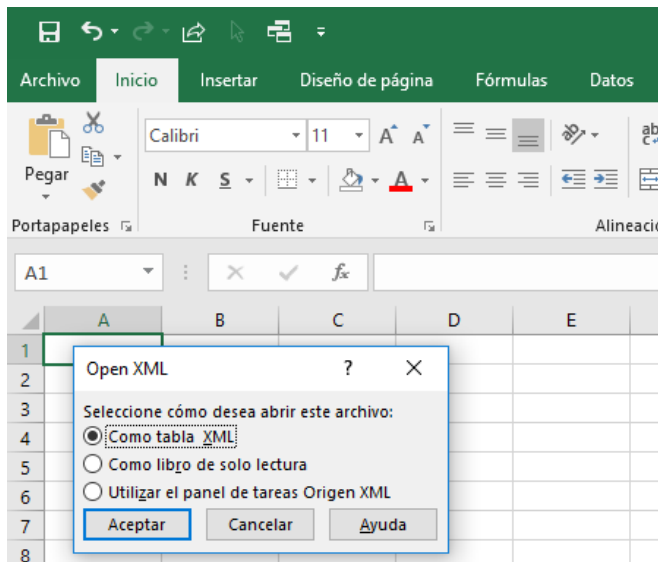 Archivo Inicio Insertar Diseño de página Fórmulas Datos
Pegar
Calibri 11 A A ab
N K S A
Portapapeles Fuente
A1 fx
A B C D E
1
Open XML ? 
2
Seleccione cómo desea abrir este archivo:
3
Como tabla XML
4
Como libro de solo lectura
5
Utilizar el panel de tareas Origen XML
6
Aceptar Cancelar Ayuda
7
8